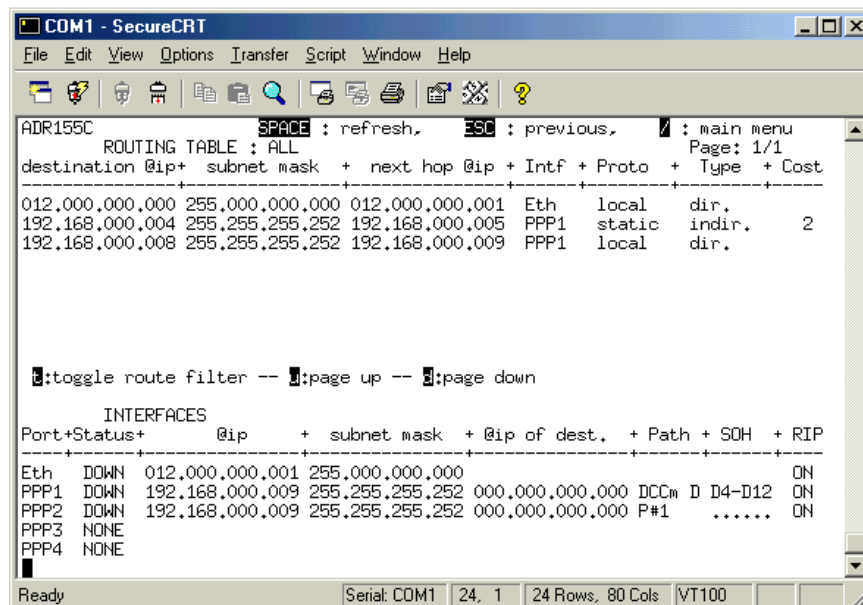 COM1 - SecureCRT
File Edit View Options Transfer Script Window Help
ADR155C SPACE : refresh, ESC : previous, / : main menu
ROUTING TABLE : ALL Page: 1/1
destination @ip+ subnet mask + next hop @ip + Intf + Proto + Type + Cost
----------------+----------------+----------------+------+---------+--------+-----
012.000.000.000 255.000.000.000 012.000.000.001 Eth local dir.
192.168.000.004 255.255.255.252 192.168.000.005 PPP1 static indir. 2
192.168.000.008 255.255.255.252 192.168.000.009 PPP1 local dir.
t:toggle route filter -- u:page up -- d:page down
INTERFACES
Port+Status+ @ip + subnet mask + @ip of dest. + Path + SOH + RIP
----+------+---------------+----------------+----------------+-------+-------+----
Eth DOWN 012.000.000.001 255.000.000.000 ON
PPP1 DOWN 192.168.000.009 255.255.255.252 000.000.000.000 DCCm D D4-D12 ON
PPP2 DOWN 192.168.000.009 255.255.255.252 000.000.000.000 P#1 ...... ON
PPP3 NONE
PPP4 NONE
Ready Serial: COM1 24, 1 24 Rows, 80 Cols VT100